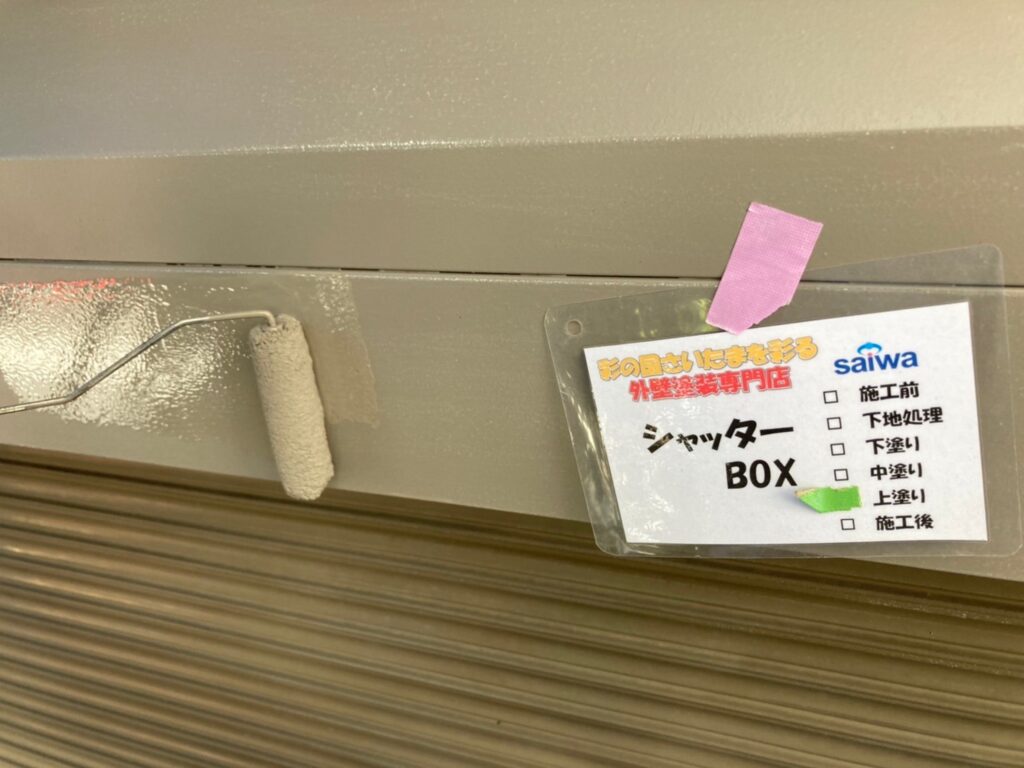 彩の国さいたまを彩る
外壁塗装専門店
saiwa
シャッター
BOX
□ 施工前
□ 下地処理
□ 下塗り
□ 中塗り
上塗り
□ 施工後